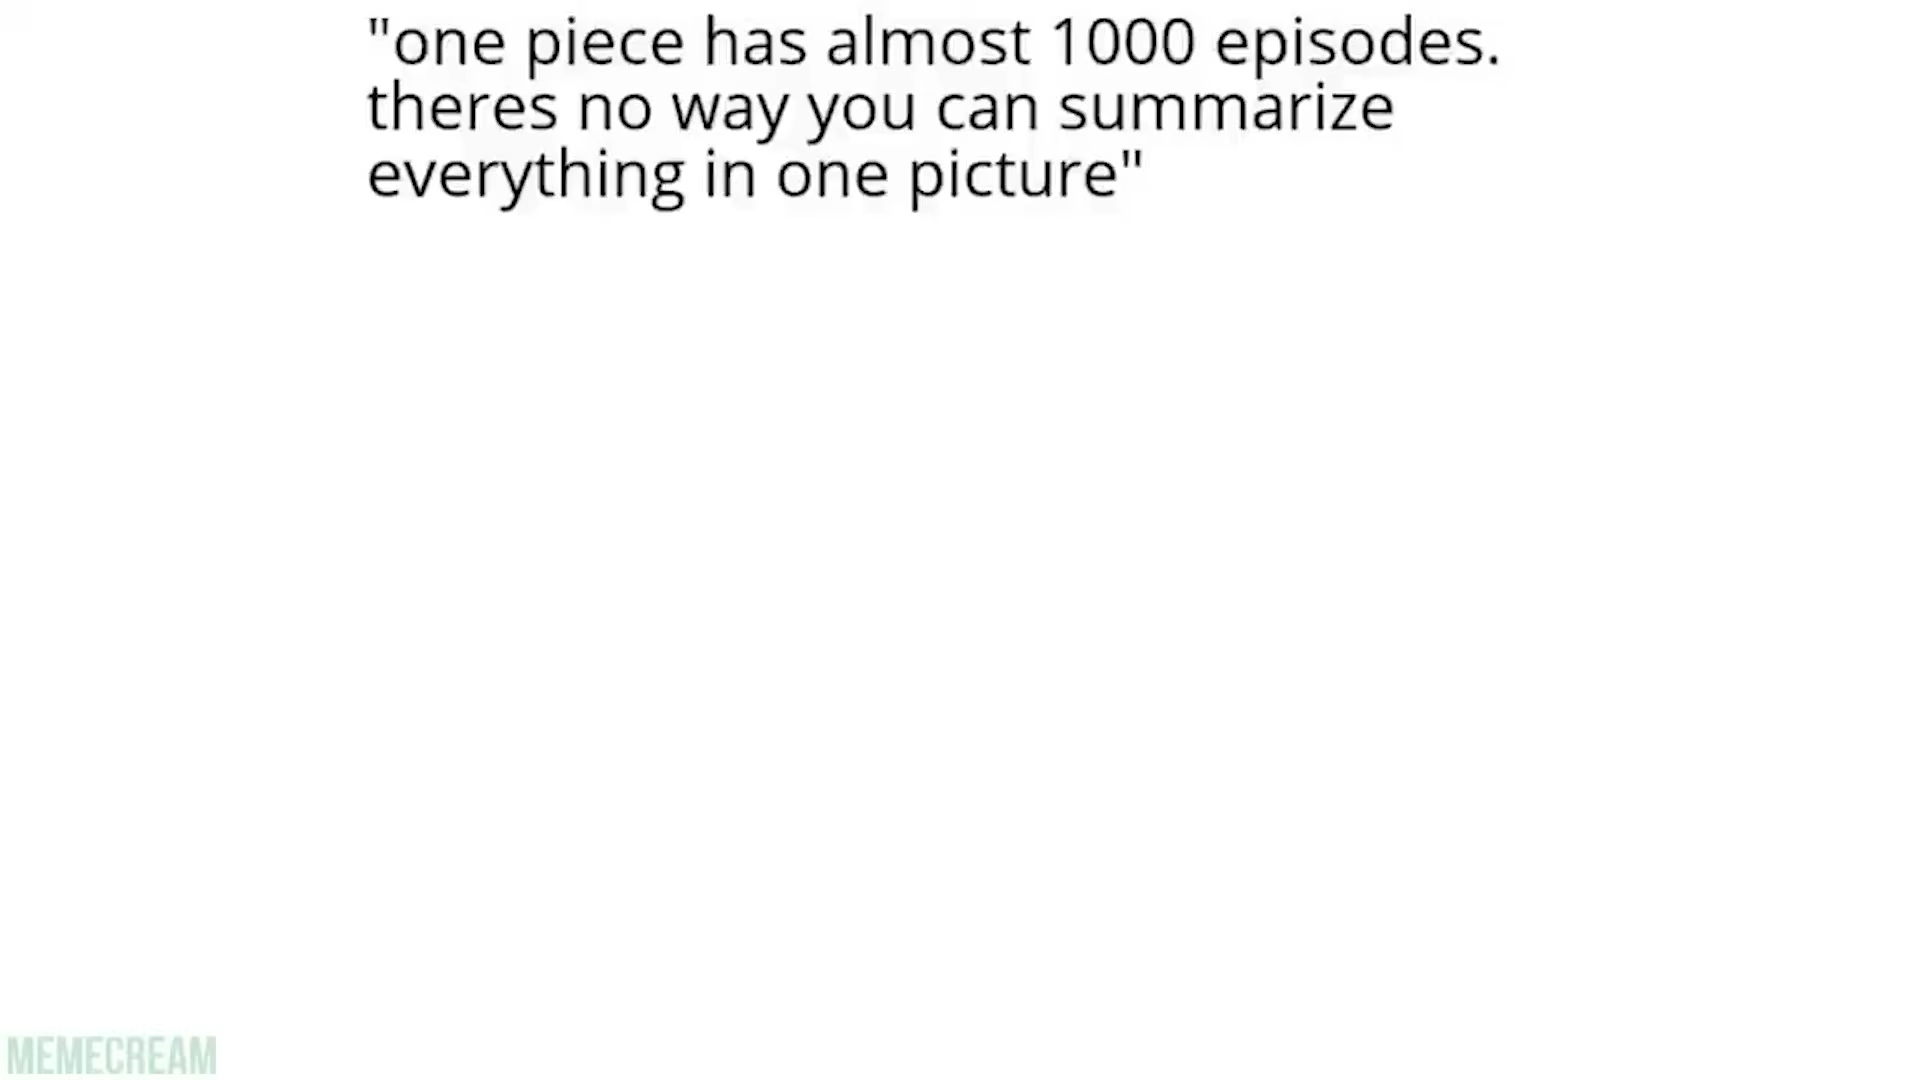 "one piece has almost 1000 episodes.
theres no way you can summarize
everything in one picture"
MEMECREAM